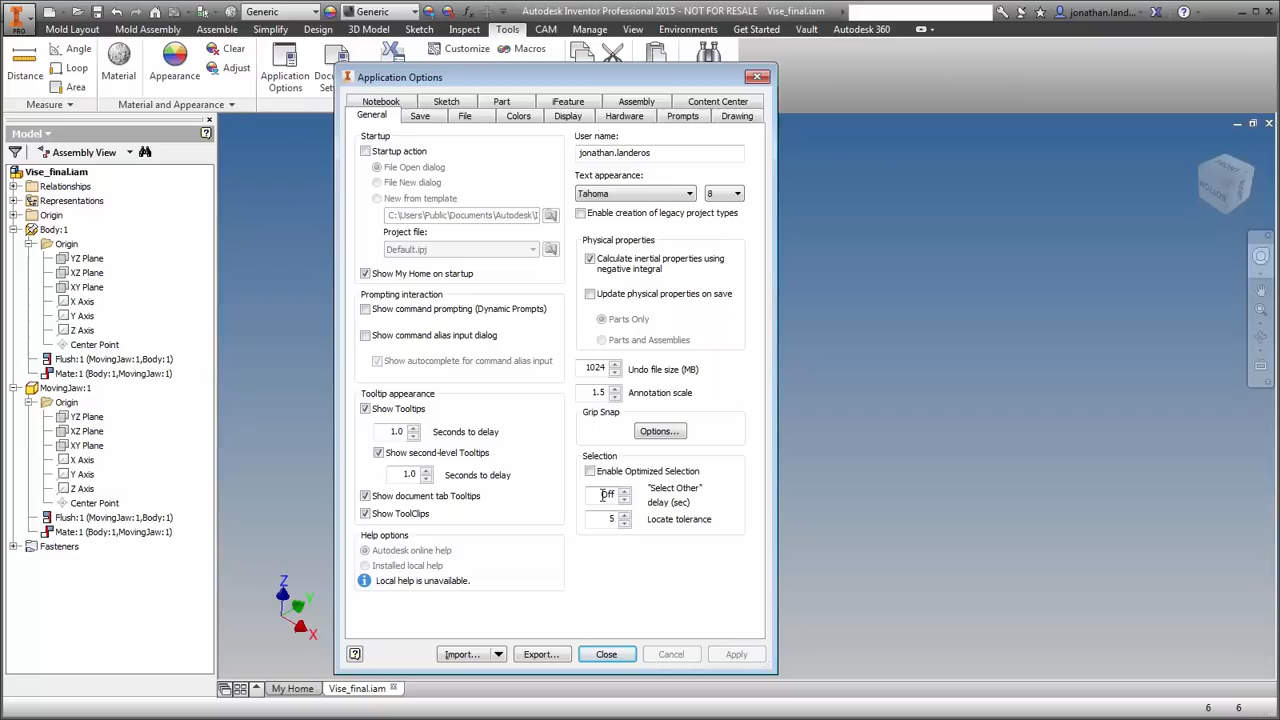 PRO
Generic
Generic
fx
Autodesk Inventor Professional 2015 - NOT FOR RESALE
Vise_final.iam
jonathan.land...
Mold Layout
Mold Assembly
Assemble
Simplify
Design
3D Model
Sketch
Inspect
Tools
CAM
Manage
View
Environments
Get Started
Vault
Autodesk 360
Distance
Angle
Loop
Area
Measure
Material
Appearance
Clear
Adjust
Material and Appearance
Application
Options
Customize
Macros
Application Options
Notebook
Sketch
Part
iFeature
Assembly
Content Center
General
Save
File
Colors
Display
Hardware
Prompts
Drawing
Startup
Startup action
File Open dialog
File New dialog
New from template
C:\Users\Public\Documents\Autodesk\I
Project file:
Default.ipj
Show My Home on startup
Prompting interaction
Show command prompting (Dynamic Prompts)
Show command alias input dialog
Show autocomplete for command alias input
Tooltip appearance
Show Tooltips
1.0 Seconds to delay
Show second-level Tooltips
1.0 Seconds to delay
Show document tab Tooltips
Show ToolClips
Help options
Autodesk online help
Installed local help
Local help is unavailable.
User name:
jonathan.landeros
Text appearance:
Tahoma 8
Enable creation of legacy project types
Physical properties
Calculate inertial properties using
negative integral
Update physical properties on save
Parts Only
Parts and Assemblies
1024 Undo file size (MB)
1.5 Annotation scale
Grip Snap
Options...
Selection
Enable Optimized Selection
Off "Select Other"
delay (sec)
5 Locate tolerance
Import...
Export...
Close
Cancel
Apply
Model
Assembly View
Vise_final.iam
Relationships
Representations
Origin
Body:1
Origin
YZ Plane
XZ Plane
XY Plane
X Axis
Y Axis
Z Axis
Center Point
Flush:1 (MovingJaw:1,Body:1)
Mate:1 (Body:1,MovingJaw:1)
MovingJaw:1
Origin
YZ Plane
XZ Plane
XY Plane
X Axis
Y Axis
Z Axis
Center Point
Flush:1 (MovingJaw:1,Body:1)
Mate:1 (Body:1,MovingJaw:1)
Fasteners
Z
Y
X
BOTTOM
My Home
Vise_final.iam
6 6